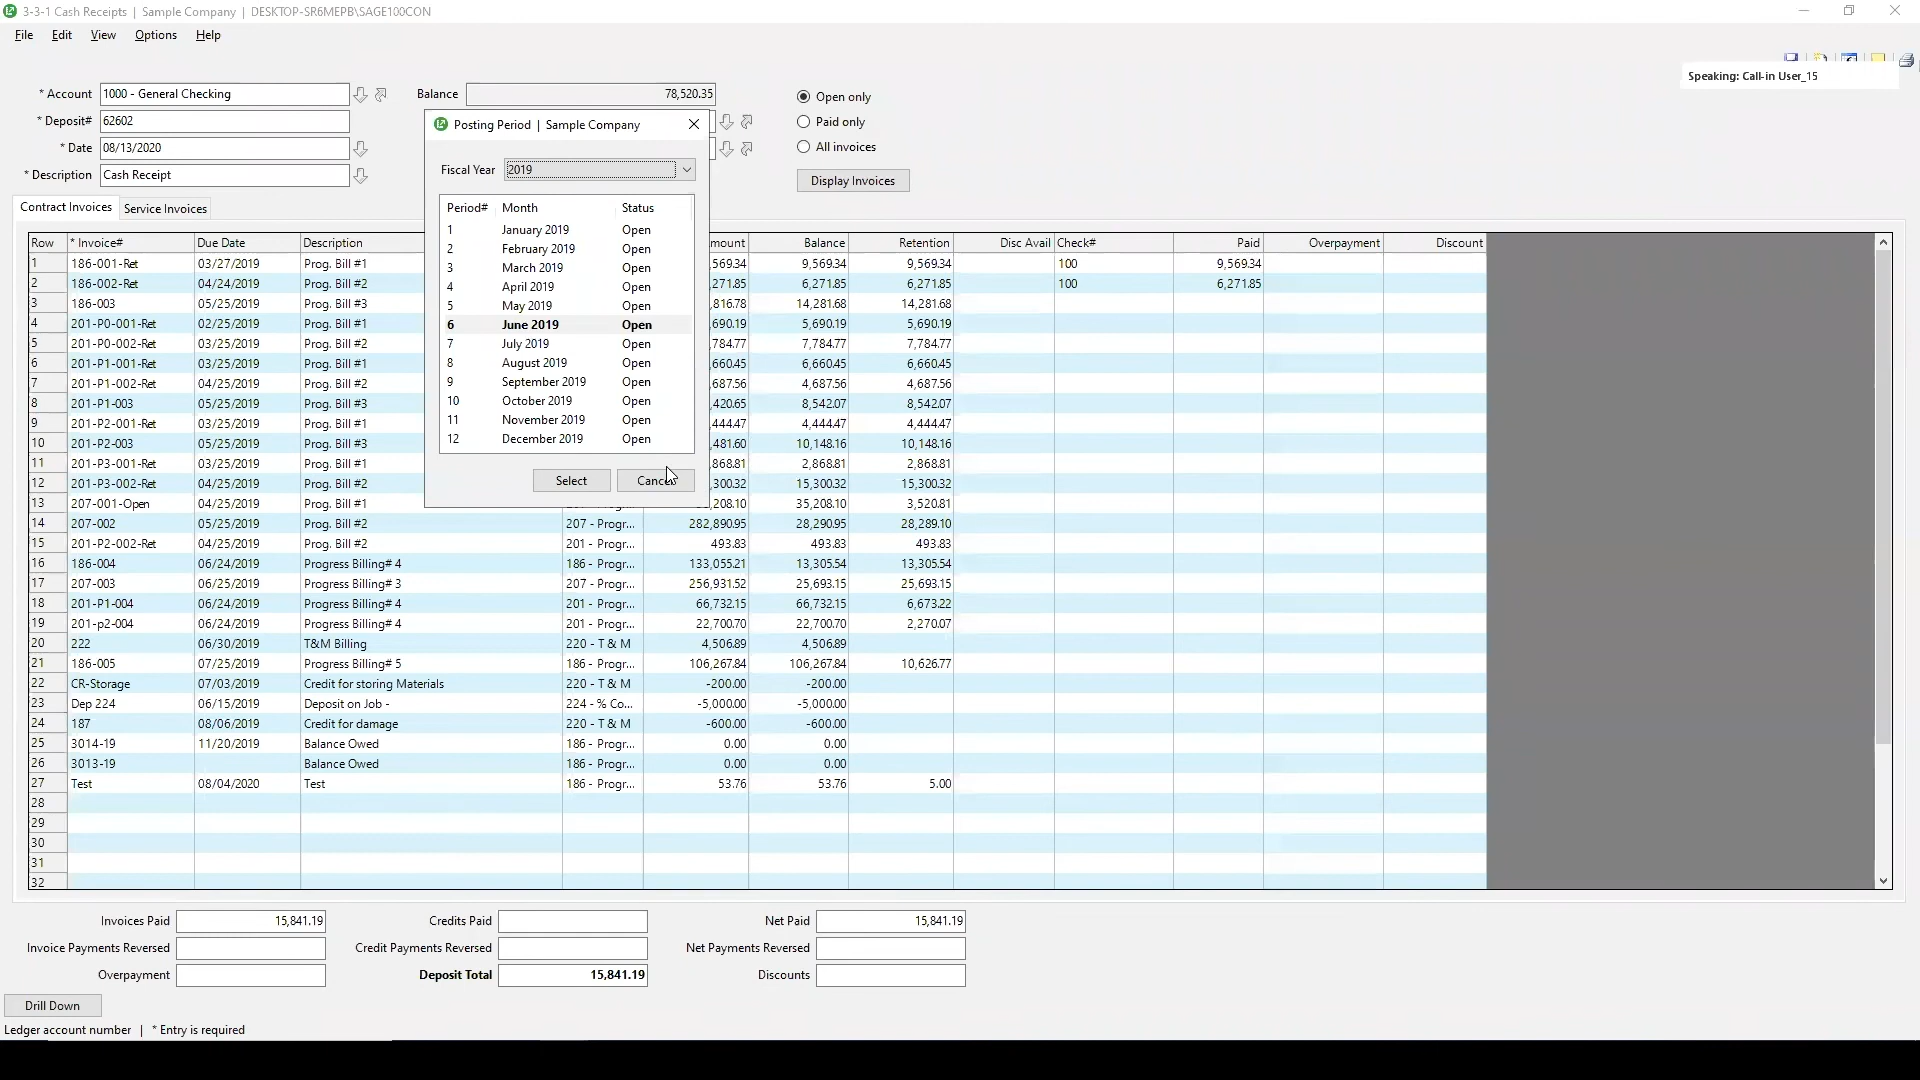 3-3-1 Cash Receipts | Sample Company | DESKTOP-SR6MEPB\SAGE100CON
File Edit View Options Help
Speaking: Call-in User_15
* Account 1000 - General Checking Balance 78,520.35
* Deposit# 62602
* Date 08/13/2020
* Description Cash Receipt
Open only
Paid only
All invoices
Display Invoices
Posting Period | Sample Company
Fiscal Year 2019
Period# Month Status
1 January 2019 Open
2 February 2019 Open
3 March 2019 Open
4 April 2019 Open
5 May 2019 Open
6 June 2019 Open
7 July 2019 Open
8 August 2019 Open
9 September 2019 Open
10 October 2019 Open
11 November 2019 Open
12 December 2019 Open
Select
Contract Invoices Service Invoices
Row * Invoice# Due Date Description mount Balance Retention Disc Avail Check# Paid Overpayment Discount
1 186-001-Ret 03/27/2019 Prog. Bill #1 ,569.34 9,569.34 9,569.34 100 9,569.34
2 186-002-Ret 04/24/2019 Prog. Bill #2 ,271.85 6,271.85 6,271.85 100 6,271.85
3 186-003 05/25/2019 Prog. Bill #3 ,816.78 14,281.68 14,281.68
4 201-P0-001-Ret 02/25/2019 Prog. Bill #1 ,690.19 5,690.19 5,690.19
5 201-P0-002-Ret 03/25/2019 Prog. Bill #2 ,784.77 7,784.77 7,784.77
6 201-P1-001-Ret 03/25/2019 Prog. Bill #1 ,660.45 6,660.45 6,660.45
7 201-P1-002-Ret 04/25/2019 Prog. Bill #2 ,687.56 4,687.56 4,687.56
8 201-P1-003 05/25/2019 Prog. Bill #3 ,420.65 8,542.07 8,542.07
9 201-P2-001-Ret 03/25/2019 Prog. Bill #1 ,444.47 4,444.47 4,444.47
10 201-P2-003 05/25/2019 Prog. Bill #3 ,481.60 10,148.16 10,148.16
11 201-P3-001-Ret 03/25/2019 Prog. Bill #1 ,868.81 2,868.81 2,868.81
12 201-P3-002-Ret 04/25/2019 Prog. Bill #2 ,300.32 15,300.32 15,300.32
13 207-001-Open 04/25/2019 Prog. Bill #1 ,208.10 35,208.10 3,520.81
14 207-002 05/25/2019 Prog. Bill #2 207 - Progr... 282,890.95 28,290.95 28,289.10
15 201-P2-002-Ret 04/25/2019 Prog. Bill #2 201 - Progr... 493.83 493.83 493.83
16 186-004 06/24/2019 Progress Billing# 4 186 - Progr... 133,055.21 13,305.54 13,305.54
17 207-003 06/25/2019 Progress Billing# 3 207 - Progr... 256,931.52 25,693.15 25,693.15
18 201-P1-004 06/24/2019 Progress Billing# 4 201 - Progr... 66,732.15 66,732.15 6,673.22
19 201-p2-004 06/24/2019 Progress Billing# 4 201 - Progr... 22,700.70 22,700.70 2,270.07
20 222 06/30/2019 T&M Billing 220 - T & M 4,506.89 4,506.89
21 186-005 07/25/2019 Progress Billing# 5 186 - Progr... 106,267.84 106,267.84 10,626.77
22 CR-Storage 07/03/2019 Credit for storing Materials 220 - T & M -200.00 -200.00
23 Dep 224 06/15/2019 Deposit on Job - 224 - % Co... -5,000.00 -5,000.00
24 187 08/06/2019 Credit for damage 220 - T & M -600.00 -600.00
25 3014-19 11/20/2019 Balance Owed 186 - Progr... 0.00 0.00
26 3013-19 Balance Owed 186 - Progr... 0.00 0.00
27 Test 08/04/2020 Test 186 - Progr... 53.76 53.76 5.00
28
29
30
31
32
Invoices Paid 15,841.19 Credits Paid Net Paid 15,841.19
Invoice Payments Reversed Credit Payments Reversed Net Payments Reversed
Overpayment Deposit Total 15,841.19 Discounts
Drill Down
Ledger account number | * Entry is required